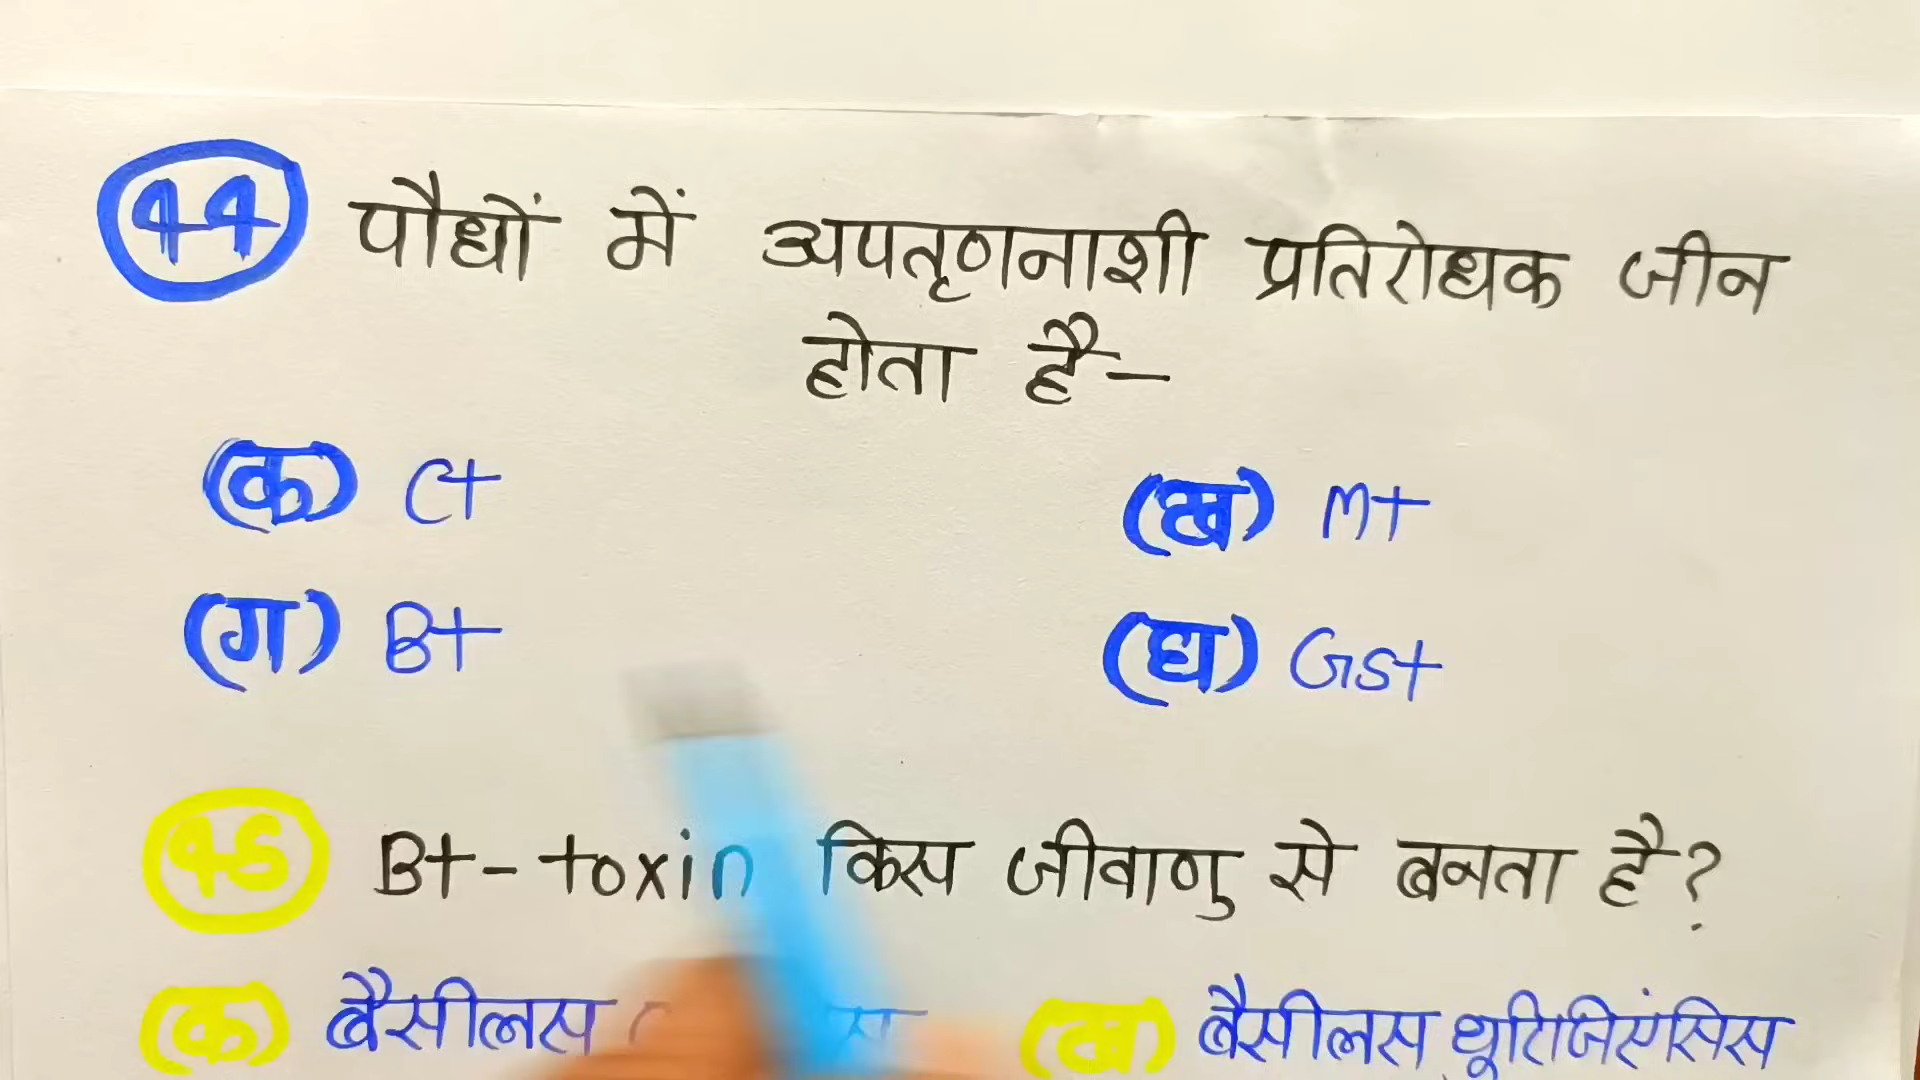 44 पौधों में अपतृणनाशी प्रतिरोधक जीन
होता है-
(क) Ct (ख) Mt
(ग) Bt (घ) Gst
45 Bt-toxin किस जीवाणु से बनता है?
(क) बैसीलस (ख) बैसीलस थूरिंजिएंसिस